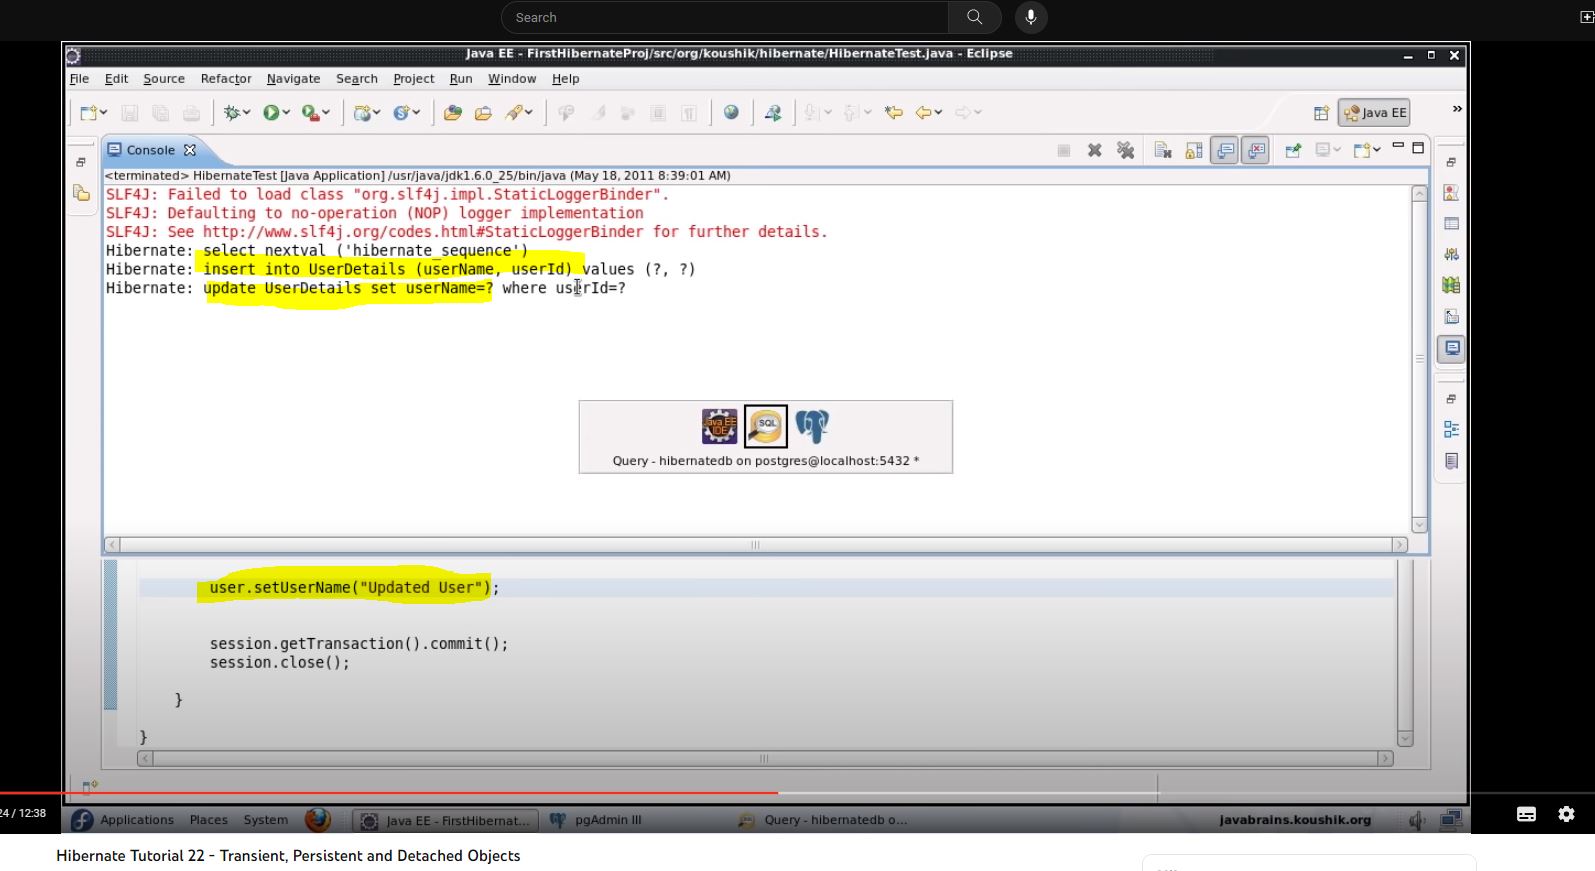 Search
Java EE - FirstHibernateProj/src/org/koushik/hibernate/HibernateTest.java - Eclipse
File Edit Source Refactor Navigate Search Project Run Window Help
Java EE
»
Console
<terminated> HibernateTest [Java Application] /usr/java/jdk1.6.0_25/bin/java (May 18, 2011 8:39:01 AM)
SLF4J: Failed to load class "org.slf4j.impl.StaticLoggerBinder".
SLF4J: Defaulting to no-operation (NOP) logger implementation
SLF4J: See http://www.slf4j.org/codes.html#StaticLoggerBinder for further details.
Hibernate: select nextval ('hibernate_sequence')
Hibernate: insert into UserDetails (userName, userId) values (?, ?)
Hibernate: update UserDetails set userName=? where userId=?
Java EE IDE
SQL
Query - hibernatedb on postgres@localhost:5432 *
user.setUserName("Updated User");
session.getTransaction().commit();
session.close();
}
}
24 / 12:38
Applications Places System Java EE - FirstHibernat... pgAdmin III Query - hibernatedb o... javabrains.koushik.org
Hibernate Tutorial 22 - Transient, Persistent and Detached Objects